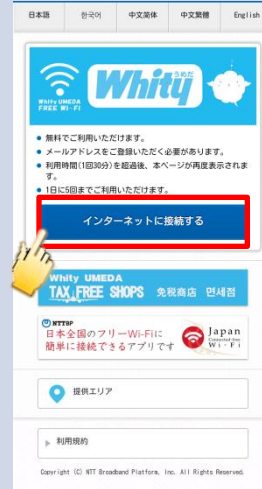 日本語 한국어 中文简体 中文繁體 English
Whity うめだ
Whity UMEDA
FREE WI-FI
無料でご利用いただけます。
メールアドレスをご登録いただく必要があります。
利用時間(1回30分)を超過後、本ページが再度表示されま
す。
1日に5回までご利用いただけます。
インターネットに接続する
Whity UMEDA
TAX FREE SHOPS 免税商店 면세점
NTTBP
日本全国のフリーWi-Fiに
簡単に接続できるアプリです
Japan
Connected-free
Wi-Fi
提供エリア
利用規約
Copyright (C) NTT Broadband Platform, Inc. All Rights Reserved.